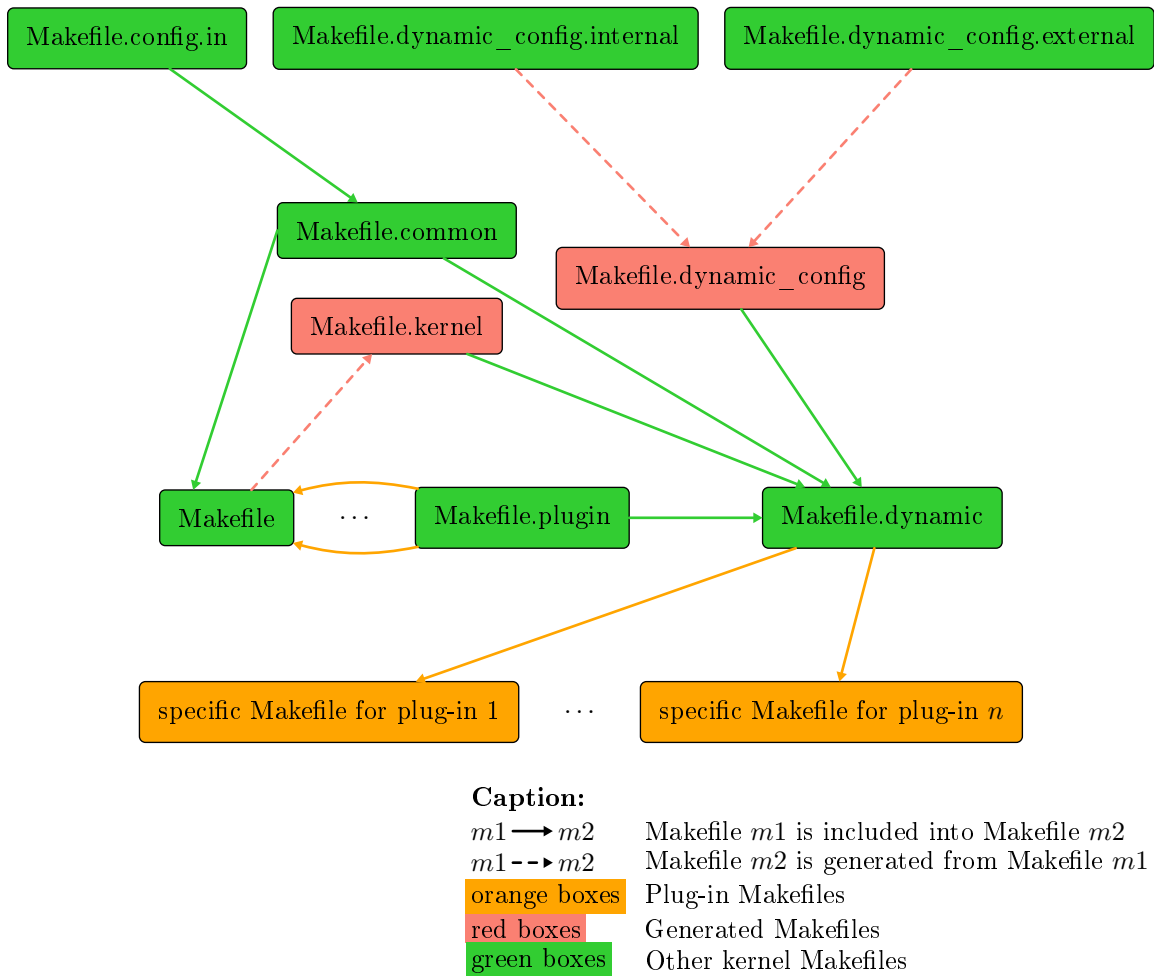 Makefile.config.in
Makefile.dynamic_config.internal
Makefile.dynamic_config.external
Makefile.common
Makefile.dynamic_config
Makefile.kernel
Makefile
...
Makefile.plugin
Makefile.dynamic
specific Makefile for plug-in 1
...
specific Makefile for plug-in n
Caption:
m1 m2 Makefile m1 is included into Makefile m2
m1 m2 Makefile m2 is generated from Makefile m1
orange boxes Plug-in Makefiles
red boxes Generated Makefiles
green boxes Other kernel Makefiles